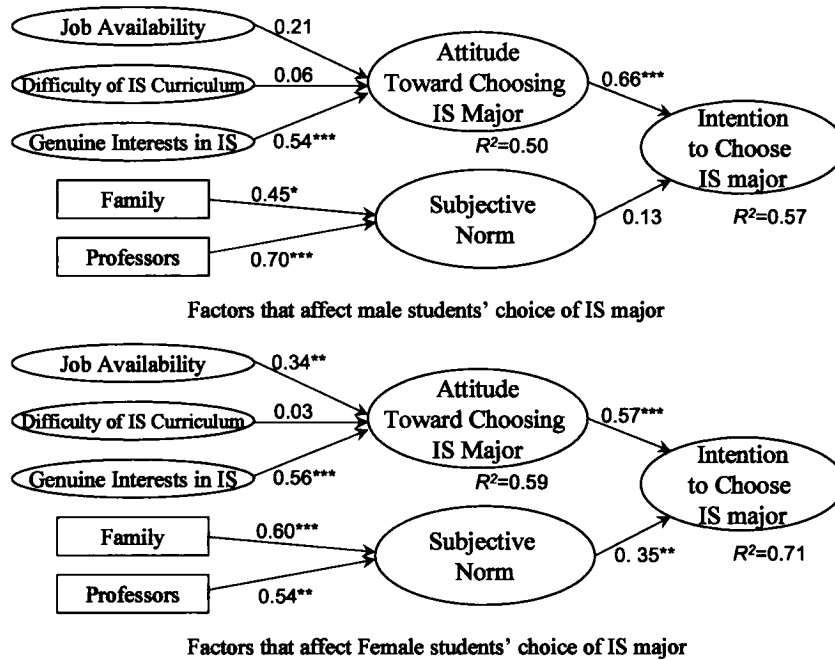 Job Availability
0.21
Difficulty of IS Curriculum
0.06
Genuine Interests in IS
0.54***
Attitude
Toward Choosing
IS Major
R²=0.50
0.66***
Family
0.45*
Professors
0.70***
Subjective
Norm
0.13
Intention
to Choose
IS major
R²=0.57
Factors that affect male students' choice of IS major
Job Availability
0.34**
Difficulty of IS Curriculum
0.03
Genuine Interests in IS
0.56***
Attitude
Toward Choosing
IS Major
R²=0.59
0.57***
Family
0.60***
Professors
0.54**
Subjective
Norm
0. 35**
Intention
to Choose
IS major
R²=0.71
Factors that affect Female students' choice of IS major